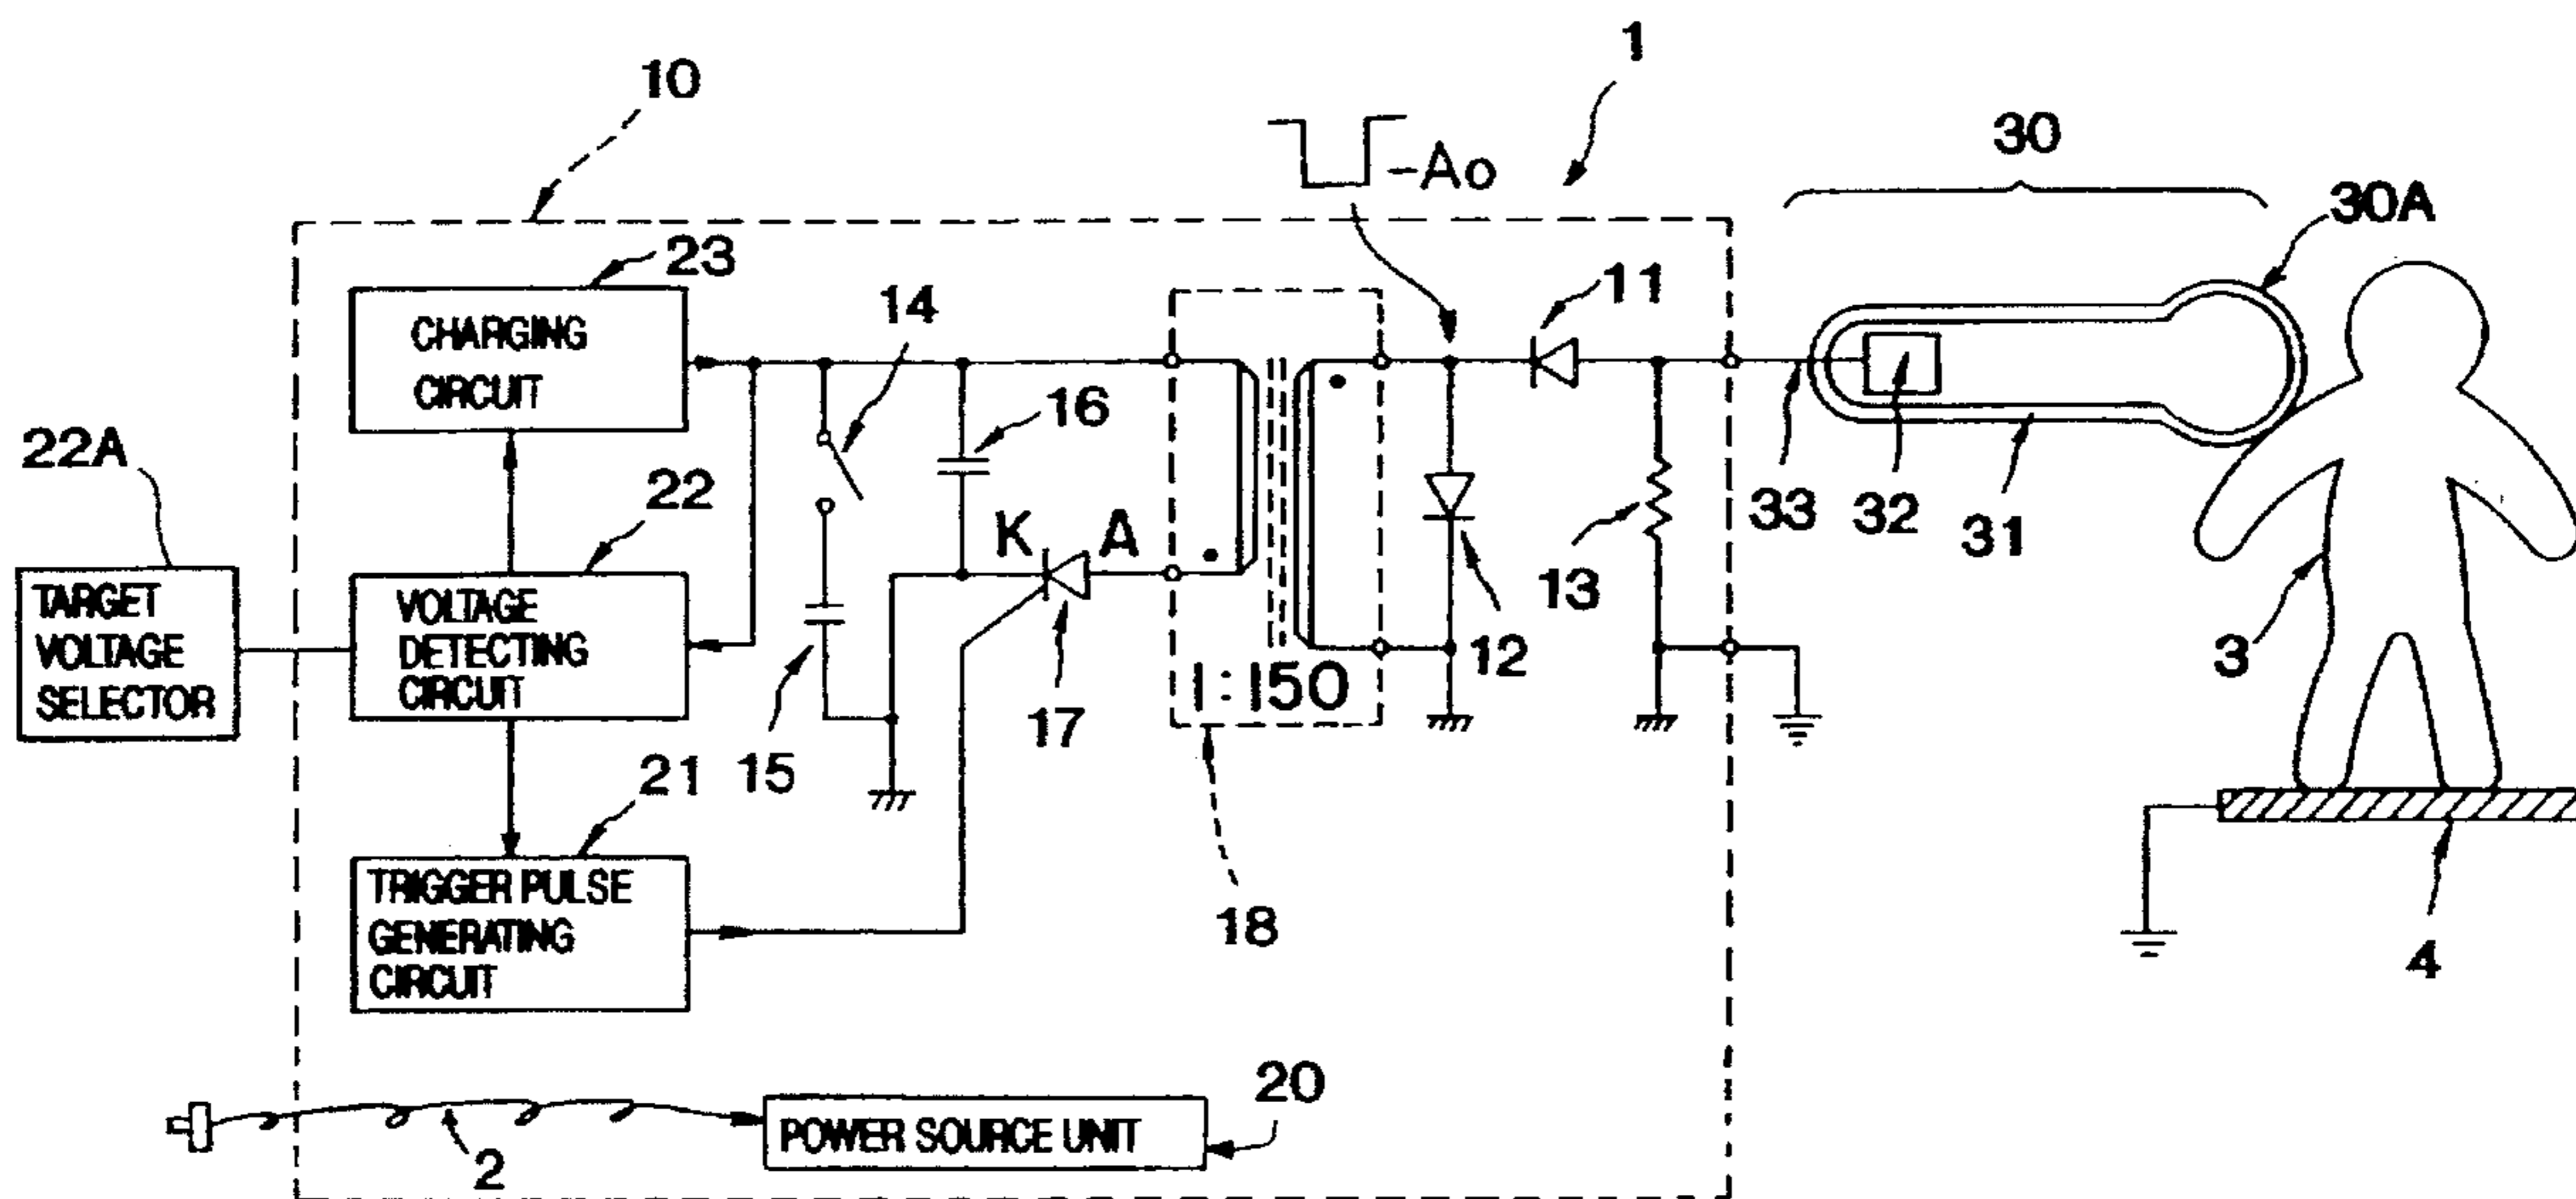 1
10
30
-Ao
30A
23
11
14
CHARGING
CIRCUIT
16
22A
22
K A
33
32
31
TARGET
VOLTAGE
SELECTOR
VOLTAGE
DETECTING
CIRCUIT
13
12
3
1:150
17
15
21
18
4
TRIGGER PULSE
GENERATING
CIRCUIT
20
POWER SOURCE UNIT
2